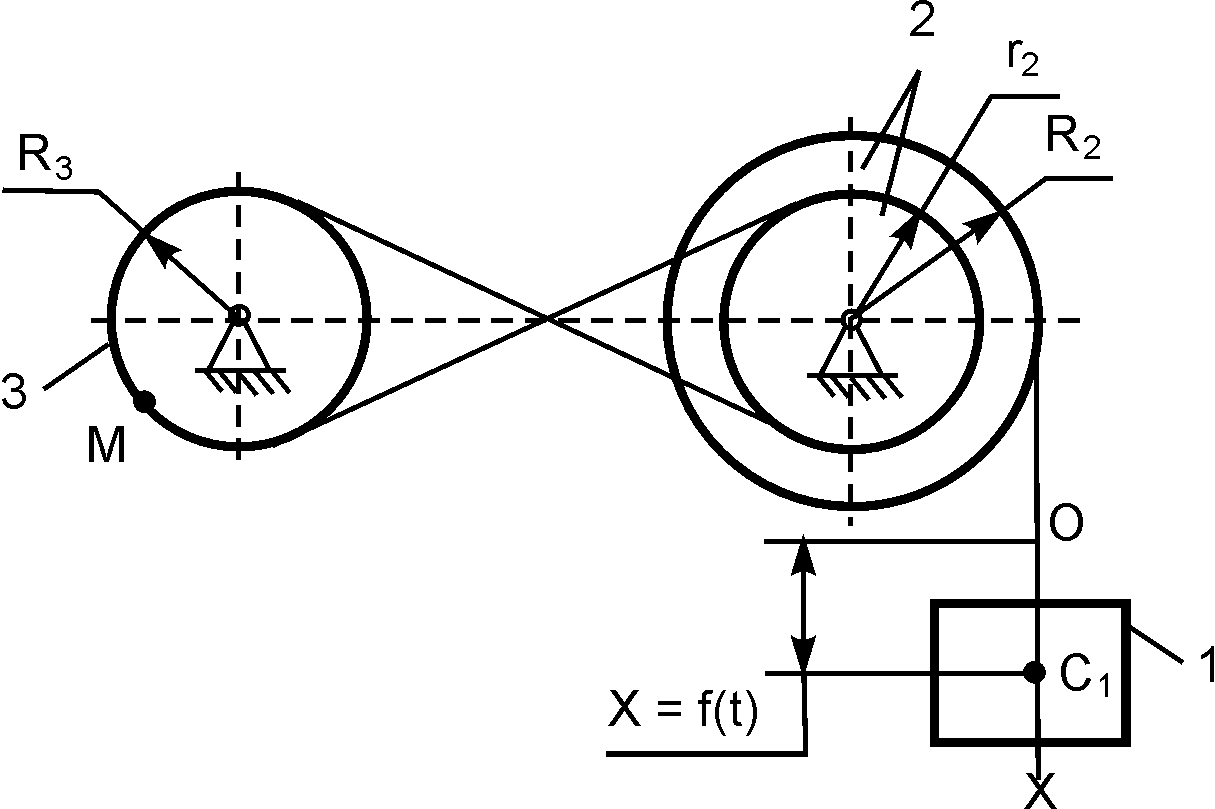 2
r₂
R₂
R₃
3
M
O
C₁
1
X = f(t)
X